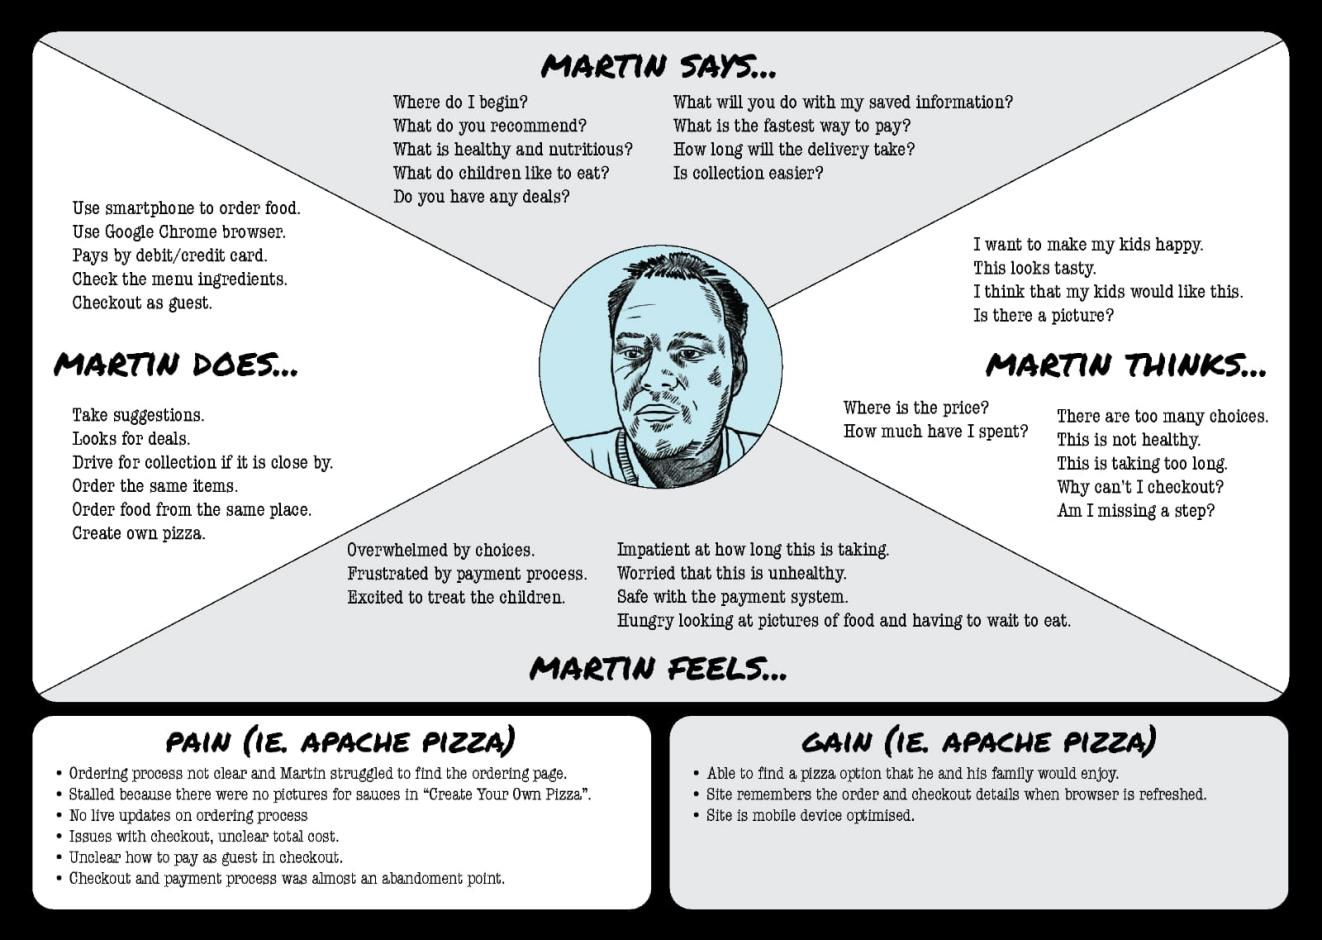 MARTIN SAYS...
Where do I begin?
What do you recommend?
What is healthy and nutritious?
What do children like to eat?
Do you have any deals?
What will you do with my saved information?
What is the fastest way to pay?
How long will the delivery take?
Is collection easier?
Use smartphone to order food.
Use Google Chrome browser.
Pays by debit/credit card.
Check the menu ingredients.
Checkout as guest.
MARTIN DOES...
Take suggestions.
Looks for deals.
Drive for collection if it is close by.
Order the same items.
Order food from the same place.
Create own pizza.
I want to make my kids happy.
This looks tasty.
I think that my kids would like this.
Is there a picture?
MARTIN THINKS...
Where is the price?
How much have I spent?
There are too many choices.
This is not healthy.
This is taking too long.
Why can't I checkout?
Am I missing a step?
Overwhelmed by choices.
Frustrated by payment process.
Excited to treat the children.
Impatient at how long this is taking.
Worried that this is unhealthy.
Safe with the payment system.
Hungry looking at pictures of food and having to wait to eat.
MARTIN FEELS...
PAIN (IE. APACHE PIZZA)
• Ordering process not clear and Martin struggled to find the ordering page.
• Stalled because there were no pictures for sauces in “Create Your Own Pizza”.
• No live updates on ordering process
• Issues with checkout, unclear total cost.
• Unclear how to pay as guest in checkout.
• Checkout and payment process was almost an abandoment point.
GAIN (IE. APACHE PIZZA)
• Able to find a pizza option that he and his family would enjoy.
• Site remembers the order and checkout details when browser is refreshed.
• Site is mobile device optimised.